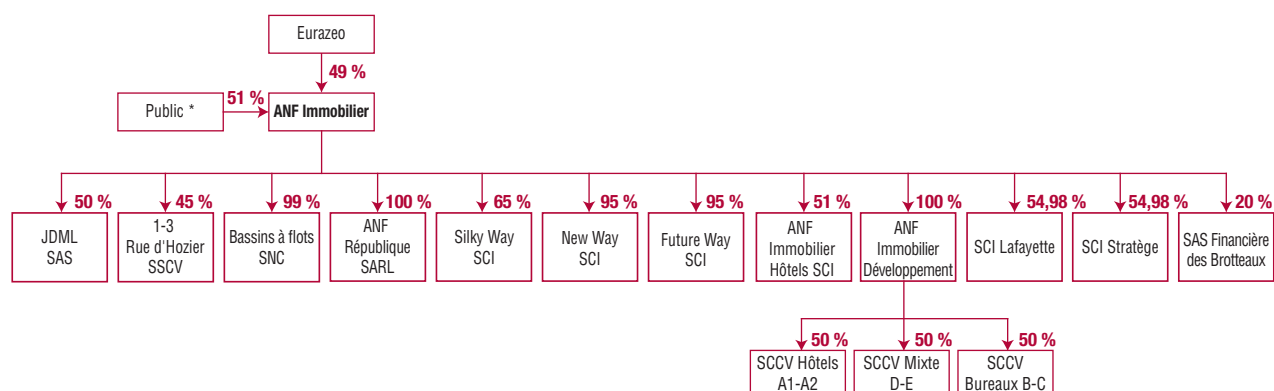 Eurazeo
49 %
Public *
51 %
ANF Immobilier
50 %
45 %
99 %
100 %
65 %
95 %
95 %
51 %
100 %
54,98 %
54,98 %
20 %
JDML
SAS
1-3
Rue d'Hozier
SSCV
Bassins à flots
SNC
ANF
République
SARL
Silky Way
SCI
New Way
SCI
Future Way
SCI
ANF
Immobilier
Hôtels SCI
ANF
Immobilier
Développement
SCI Lafayette
SCI Stratège
SAS Financière
des Brotteaux
50 %
50 %
50 %
SCCV Hôtels
A1-A2
SCCV Mixte
D-E
SCCV
Bureaux B-C